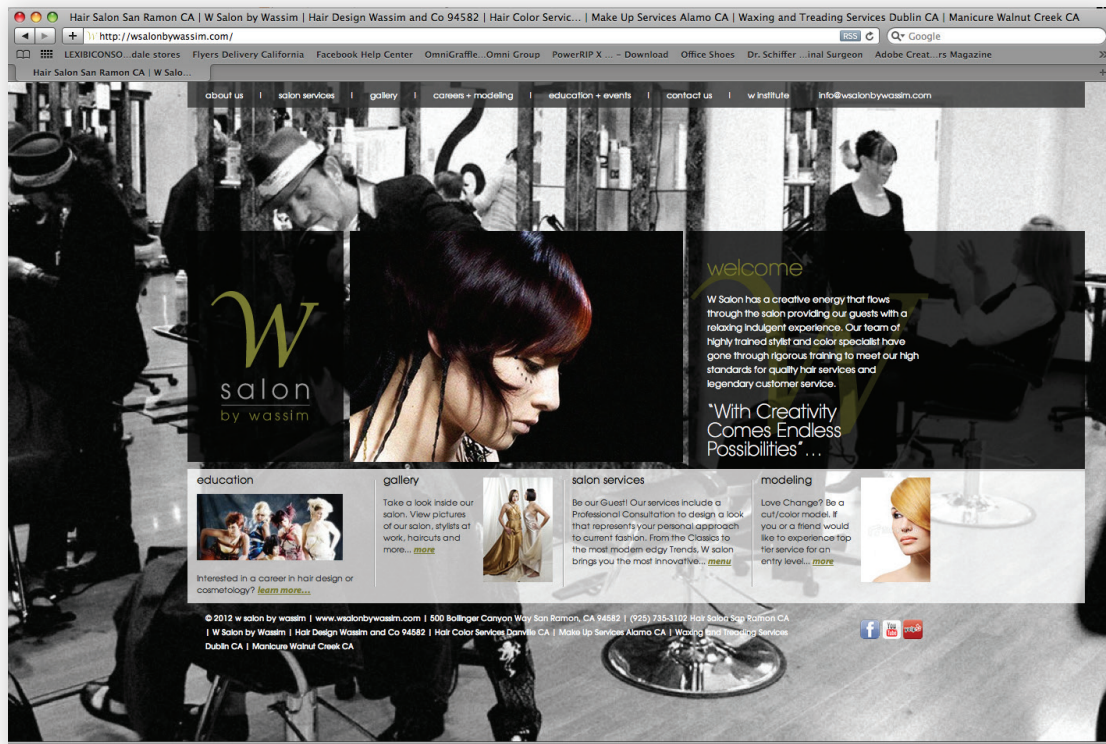 Hair Salon San Ramon CA | W Salon by Wassim | Hair Design Wassim and Co 94582 | Hair Color Servic... | Make Up Services Alamo CA | Waxing and Treading Services Dublin CA | Manicure Walnut Creek CA
http://wsalonbywassim.com/ RSS Google
LEXIBICONSO...dale stores Flyers Delivery California Facebook Help Center OmniGraffle...Omni Group PowerRIP X ... – Download Office Shoes Dr. Schiffer ...inal Surgeon Adobe Creat...rs Magazine
Hair Salon San Ramon CA | W Salo...
about us | salon services | gallery | careers + modeling | education + events | contact us | w institute info@wsalonbywassim.com
W
salon
by wassim
welcome
W Salon has a creative energy that flows
through the salon providing our guests with a
relaxing indulgent experience. Our team of
highly trained stylist and color specialist have
gone through rigorous training to meet our high
standards for quality hair services and
legendary customer service.
"With Creativity
Comes Endless
Possibilities"...
education
Interested in a career in hair design or
cosmetology? learn more...
gallery
Take a look inside our
salon. View pictures
of our salon, stylists at
work, haircuts and
more... more
salon services
Be our Guest! Our services include a
Professional Consultation to design a look
that represents your personal approach
to current fashion. From the Classics to
the most modern edgy Trends, W salon
brings you the most innovative... menu
modeling
Love Change? Be a
cut/color model. If
you or a friend would
like to experience top
tier service for an
entry level... more
© 2012 w salon by wassim | www.wsalonbywassim.com | 500 Bollinger Canyon Way San Ramon, CA 94582 | (925) 735-3102 Hair Salon San Ramon CA
| W Salon by Wassim | Hair Design Wassim and Co 94582 | Hair Color Services Danville CA | Make Up Services Alamo CA | Waxing and Treading Services
Dublin CA | Manicure Walnut Creek CA
f You Tube yelp